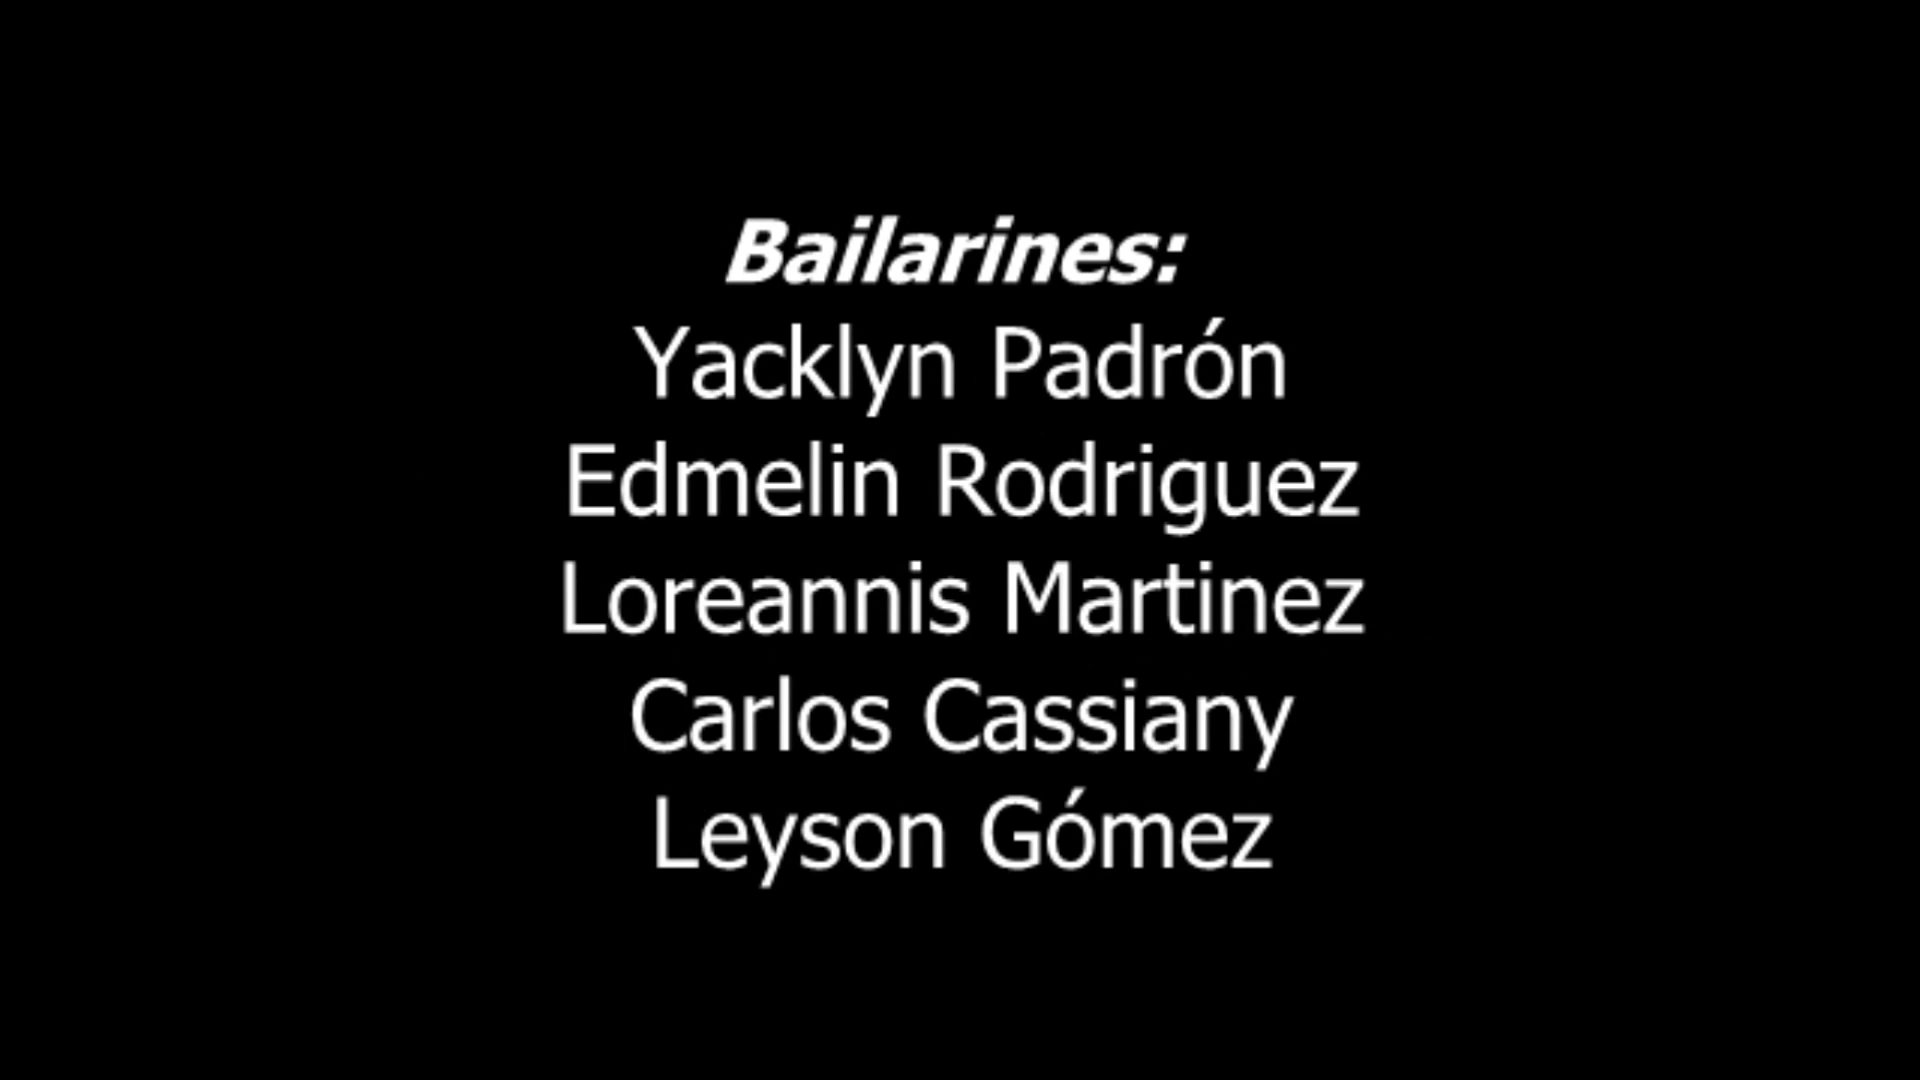 Bailarines:
Yacklyn Padrón
Edmelin Rodriguez
Loreannis Martinez
Carlos Cassiany
Leyson Gómez